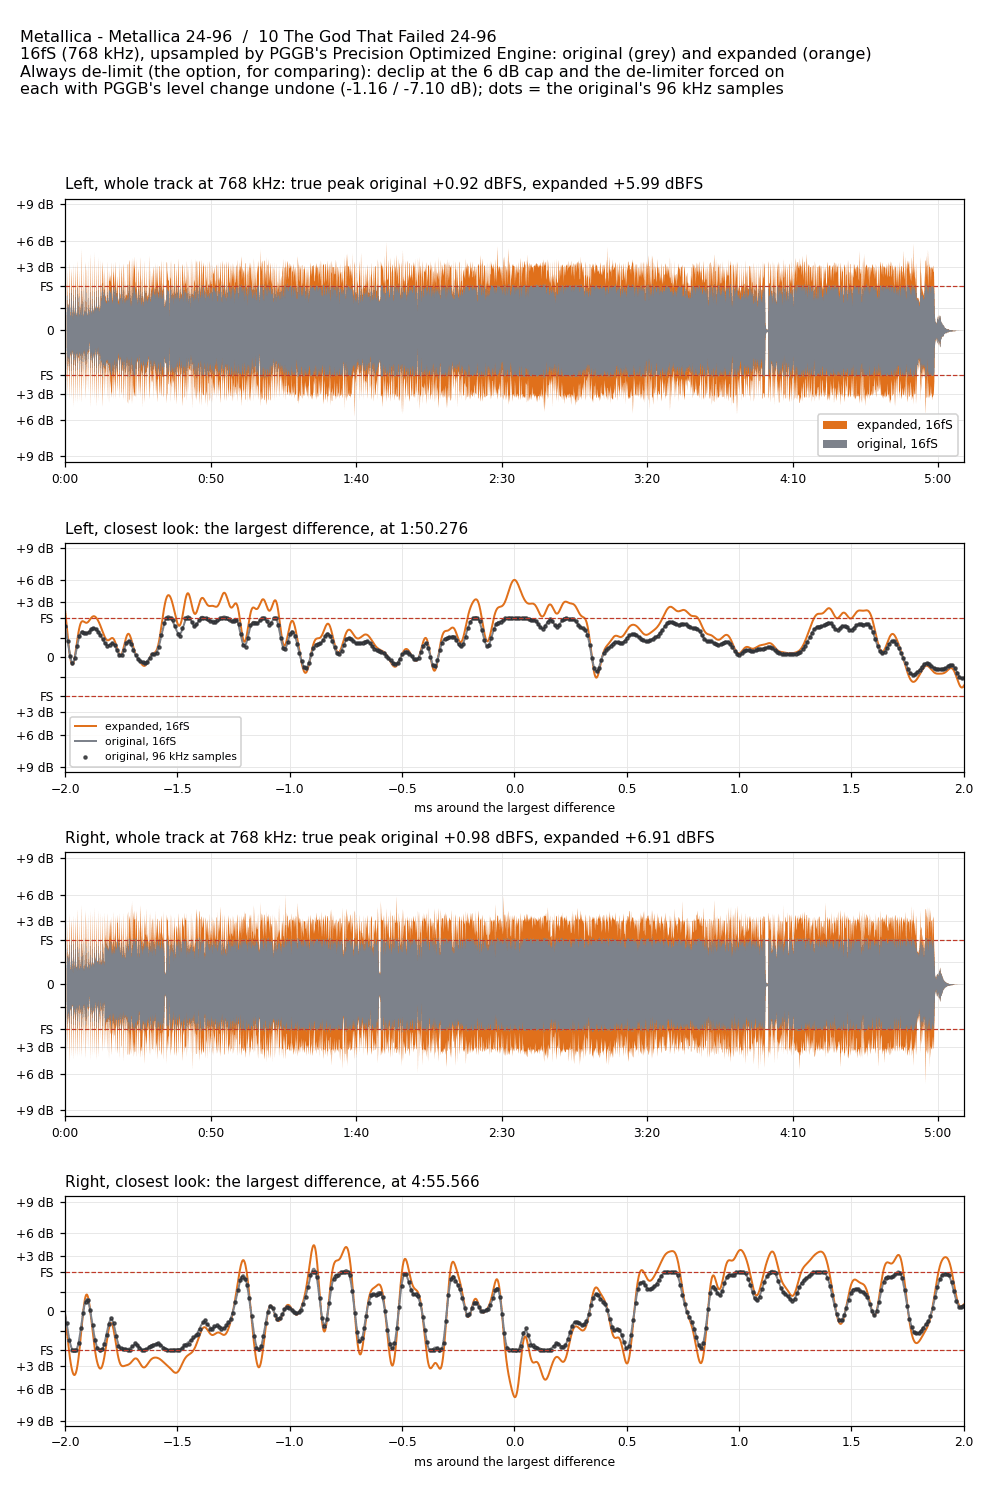 Metallica - Metallica 24-96  /  10 The God That Failed 24-96
16fS (768 kHz), upsampled by PGGB's Precision Optimized Engine: original (grey) and expanded (orange)
Always de-limit (the option, for comparing): declip at the 6 dB cap and the de-limiter forced on
each with PGGB's level change undone (-1.16 / -7.10 dB); dots = the original's 96 kHz samples
Left, whole track at 768 kHz: true peak original +0.92 dBFS, expanded +5.99 dBFS
+9 dB
+6 dB
+3 dB
FS
0
FS
+3 dB
+6 dB
+9 dB
expanded, 16fS
original, 16fS
0:00 0:50 1:40 2:30 3:20 4:10 5:00
Left, closest look: the largest difference, at 1:50.276
+9 dB
+6 dB
+3 dB
FS
0
FS
+3 dB
+6 dB
+9 dB
expanded, 16fS
original, 16fS
original, 96 kHz samples
−2.0 −1.5 −1.0 −0.5 0.0 0.5 1.0 1.5 2.0
ms around the largest difference
Right, whole track at 768 kHz: true peak original +0.98 dBFS, expanded +6.91 dBFS
+9 dB
+6 dB
+3 dB
FS
0
FS
+3 dB
+6 dB
+9 dB
0:00 0:50 1:40 2:30 3:20 4:10 5:00
Right, closest look: the largest difference, at 4:55.566
+9 dB
+6 dB
+3 dB
FS
0
FS
+3 dB
+6 dB
+9 dB
−2.0 −1.5 −1.0 −0.5 0.0 0.5 1.0 1.5 2.0
ms around the largest difference